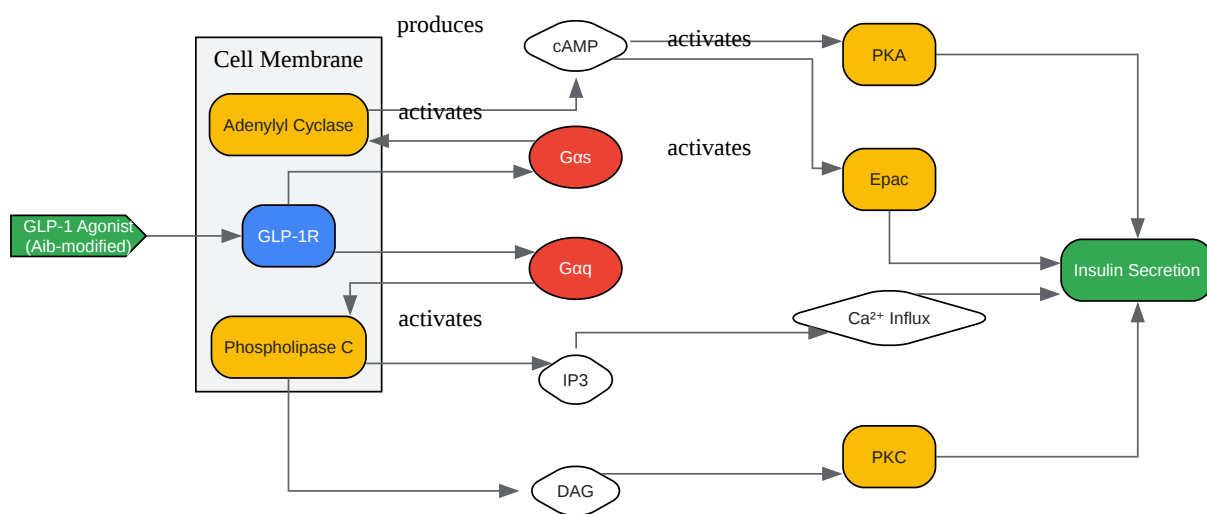 produces
cAMP
activates
PKA
Cell Membrane
Adenylyl Cyclase
activates
Gαs
activates
Epac
GLP-1 Agonist
(Aib-modified)
GLP-1R
Gαq
Insulin Secretion
Phospholipase C
activates
Ca²⁺ Influx
IP3
PKC
DAG